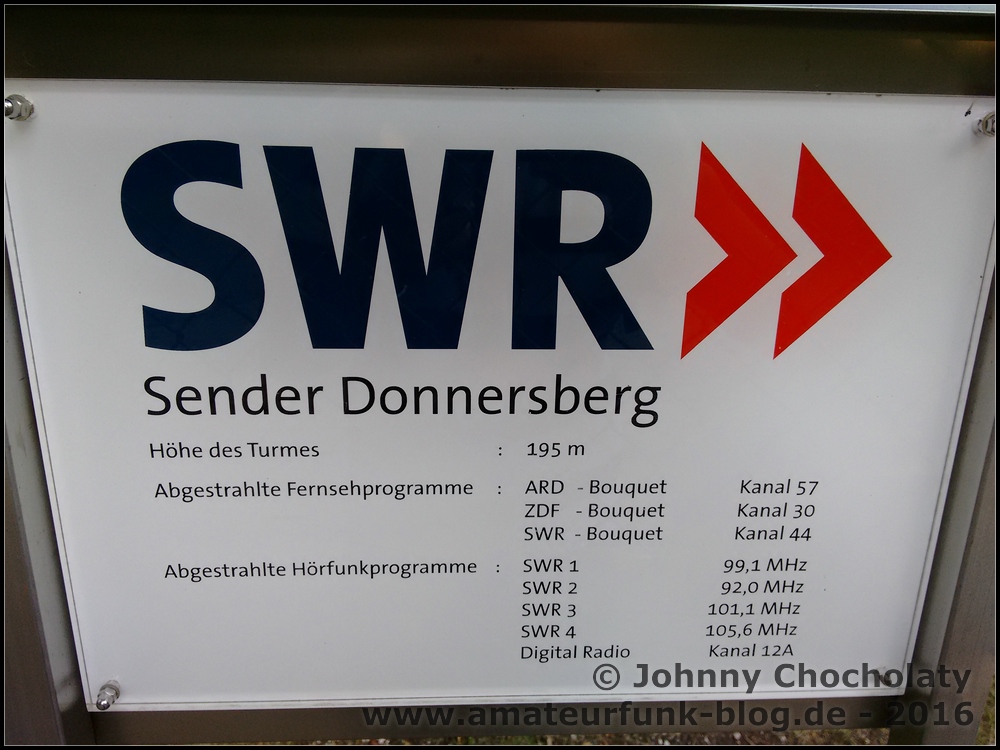 SWR
Sender Donnersberg
Höhe des Turmes : 195 m
Abgestrahlte Fernsehprogramme : ARD - Bouquet Kanal 57
ZDF - Bouquet Kanal 30
SWR - Bouquet Kanal 44
Abgestrahlte Hörfunkprogramme : SWR 1 99,1 MHz
SWR 2 92,0 MHz
SWR 3 101,1 MHz
SWR 4 105,6 MHz
Digital Radio Kanal 12A
© Johnny Chocholaty
www.amateurfunk-blog.de - 2016